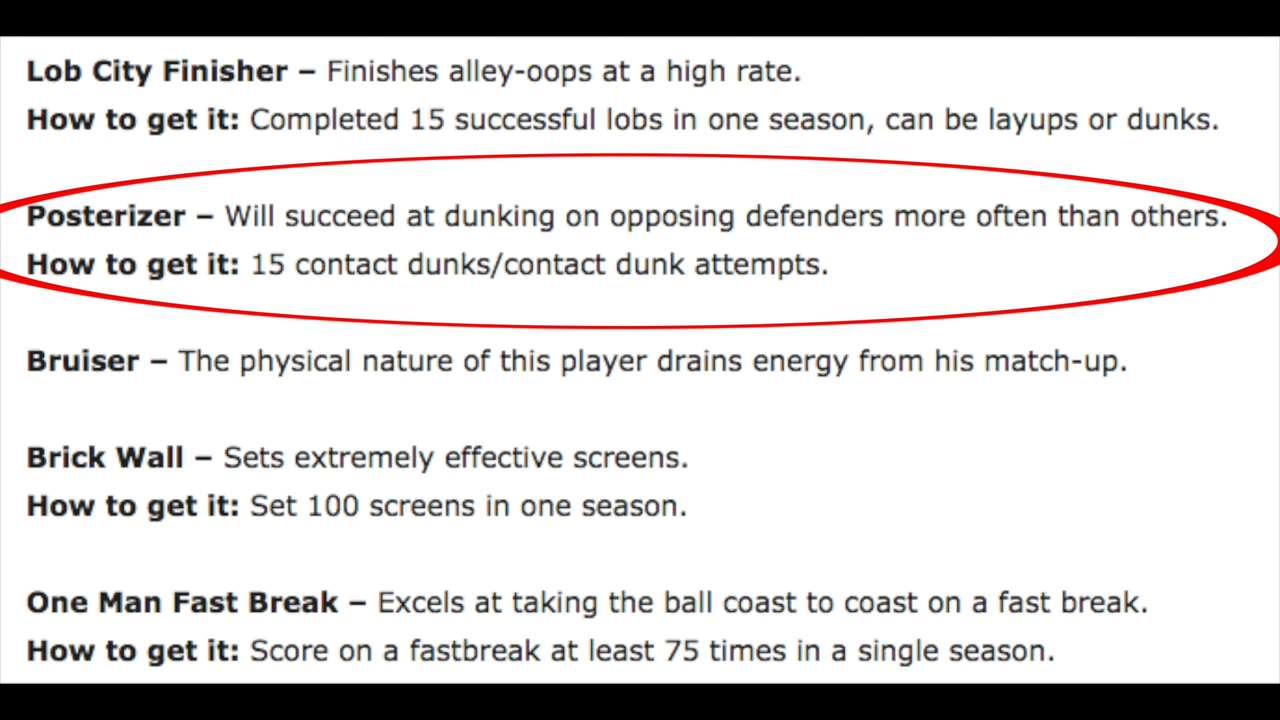 Lob City Finisher – Finishes alley-oops at a high rate.
How to get it: Completed 15 successful lobs in one season, can be layups or dunks.
Posterizer – Will succeed at dunking on opposing defenders more often than others.
How to get it: 15 contact dunks/contact dunk attempts.
Bruiser – The physical nature of this player drains energy from his match-up.
Brick Wall – Sets extremely effective screens.
How to get it: Set 100 screens in one season.
One Man Fast Break – Excels at taking the ball coast to coast on a fast break.
How to get it: Score on a fastbreak at least 75 times in a single season.